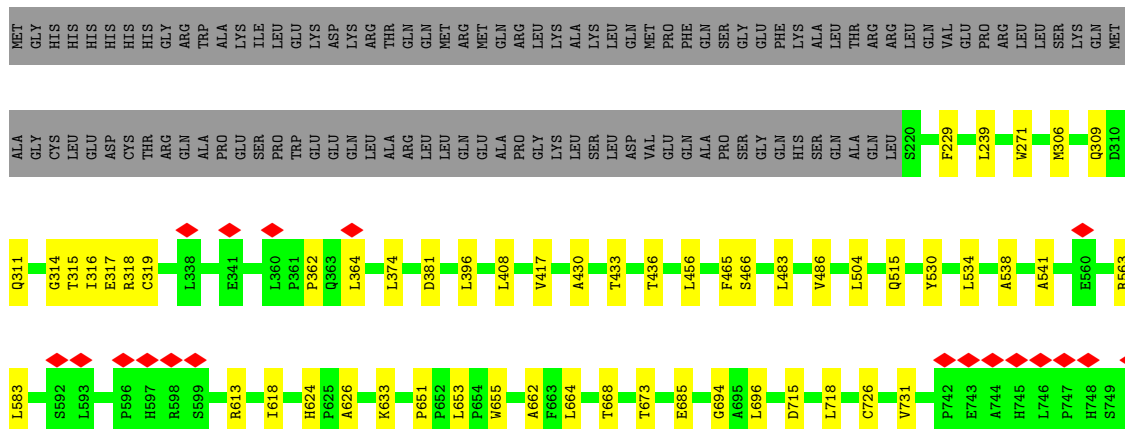 MET GLY HIS HIS HIS HIS HIS HIS GLY ARG TRP ALA LYS ILE LEU GLU LYS ASP LYS ARG THR GLN GLN MET ARG MET GLN ARG LEU LYS ALA LYS LEU GLN MET PRO PHE GLN SER GLY GLU PHE LYS ALA LEU THR ARG ARG LEU GLN VAL GLU PRO ARG LEU LEU SER LYS GLN MET
ALA GLY CYS LEU GLU ASP CYS THR ARG GLN ALA PRO GLU SER PRO TRP GLU GLU GLN LEU ALA ARG LEU LEU GLN GLU ALA PRO GLY LYS LEU SER LEU ASP VAL GLU GLN ALA PRO SER GLY GLN HIS SER GLN ALA GLN LEU S220 F229 L239 W271 M306 Q309 D310
Q311 G314 T315 I316 E317 R318 C319 L338 E341 L360 P361 P362 Q363 L364 L374 D381 L396 L408 V417 A430 T433 T436 L456 F465 S466 L483 V486 L504 Q515 Y530 L534 A538 A541 E560 R563
L583 S592 L593 P596 H597 R598 S599 R613 I618 H624 P625 A626 K633 P651 P652 L653 P654 W655 A662 F663 L664 T668 T673 E685 G694 A695 L696 D715 L718 C726 V731 P742 E743 A744 H745 L746 P747 H748 S749